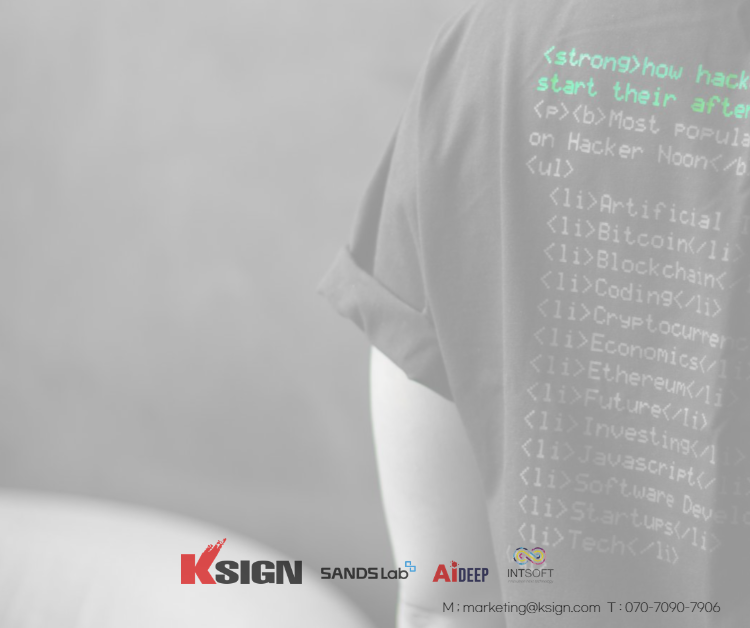 <strong>how hack
start their after
<p><b>Most popula
on Hacker Noon</b
<ul>
<li>Artificial
<li>Bitcoin</li>
<li>Blockchain<
<li>Coding</li>
<li>Cryptocurren
<li>Economics</l
<li>Ethereum</li
<li>Future</li>
<li>Investing</l
<li>Javascript</
<li>Software Devel
<li>Startups</li>
<li>Tech</li>
KSIGN SANDS Lab AiDEEP INTSOFT
M : marketing@ksign.com T : 070-7090-7906